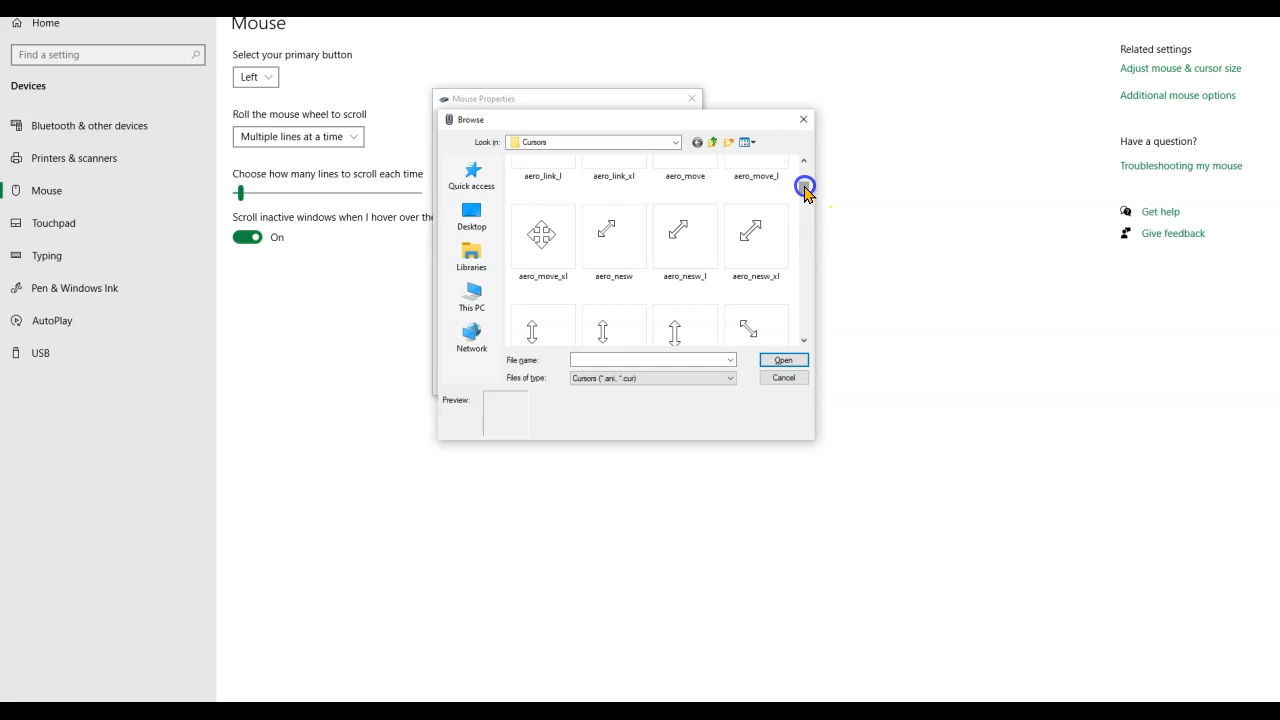 Home
Mouse
Find a setting
Devices
Bluetooth & other devices
Printers & scanners
Mouse
Touchpad
Typing
Pen & Windows Ink
AutoPlay
USB
Select your primary button
Left
Roll the mouse wheel to scroll
Multiple lines at a time
Choose how many lines to scroll each time
Scroll inactive windows when I hover over the
On
Mouse Properties
Browse
Look in: Cursors
Quick access
Desktop
Libraries
This PC
Network
aero_link_l aero_link_xl aero_move aero_move_l
aero_move_xl aero_nesw aero_nesw_l aero_nesw_xl
File name: Open
Files of type: Cursors (*.ani, *.cur) Cancel
Preview:
Related settings
Adjust mouse & cursor size
Additional mouse options
Have a question?
Troubleshooting my mouse
Get help
Give feedback